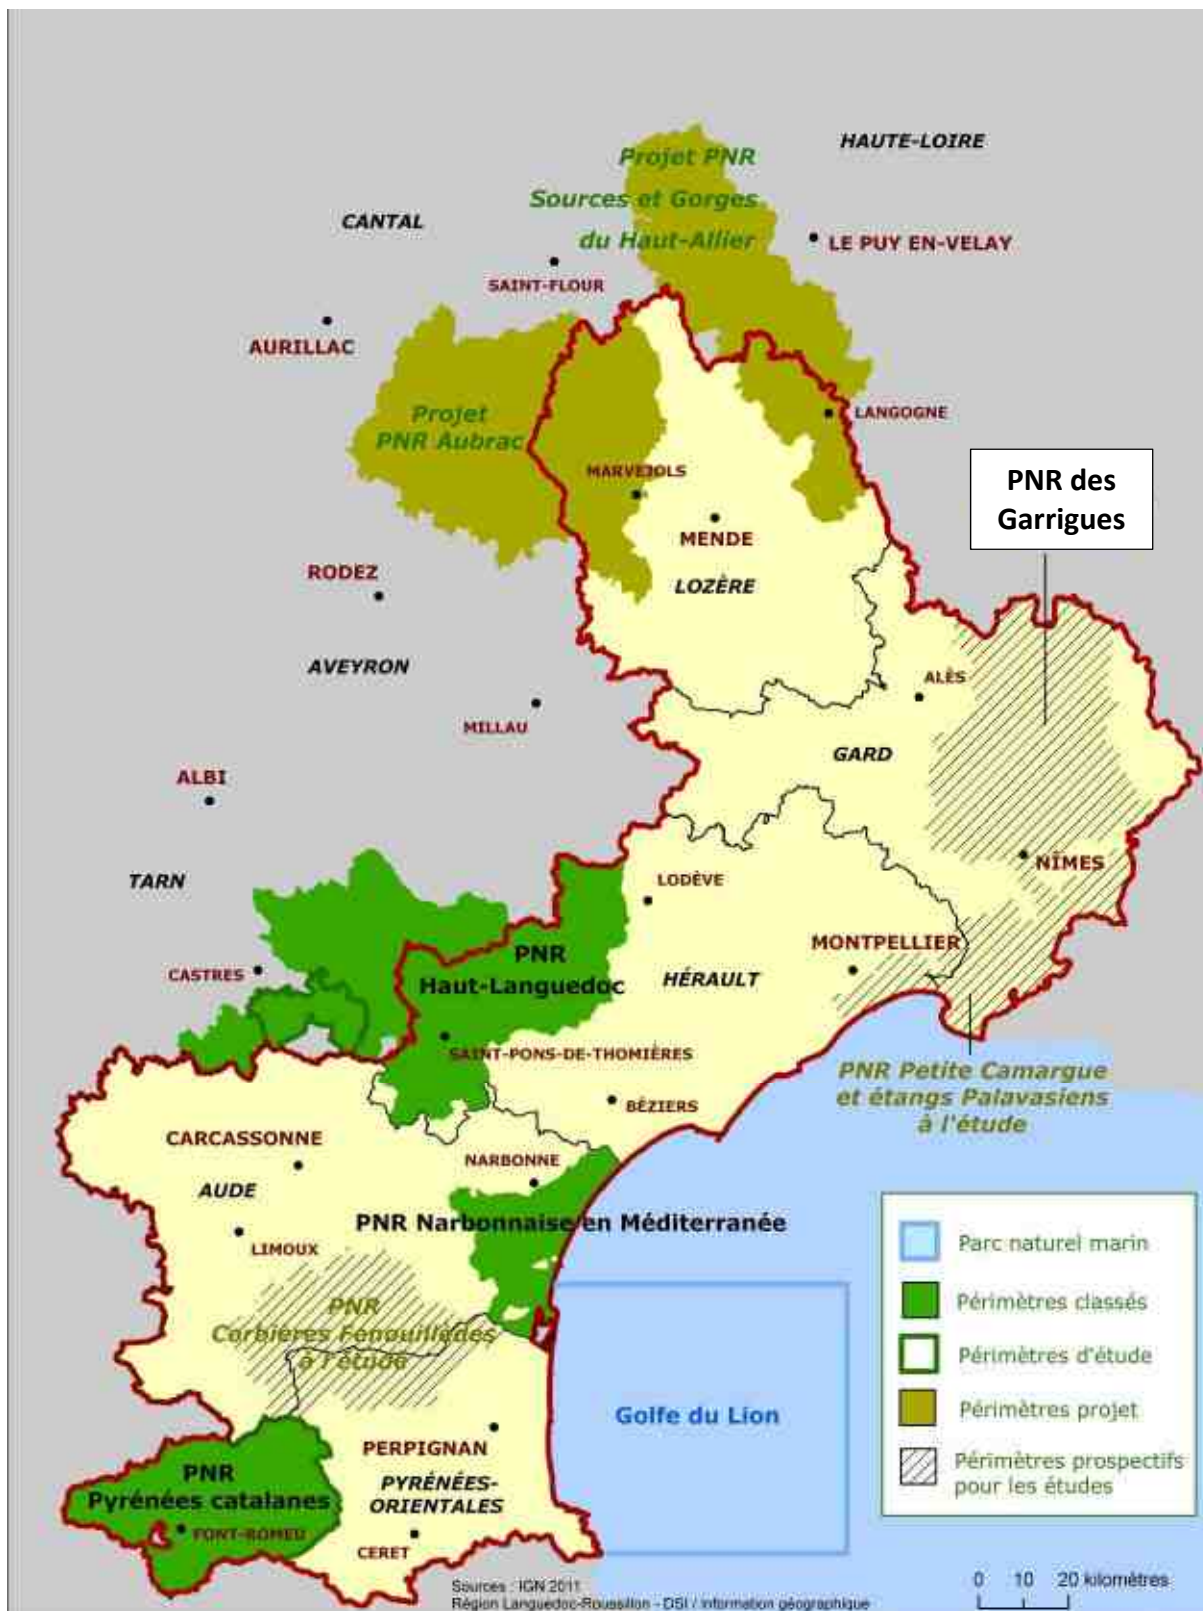 HAUTE-LOIRE
Projet PNR
Sources et Gorges
du Haut-Allier
CANTAL
LE PUY EN-VELAY
SAINT-FLOUR
AURILLAC
Projet
PNR Aubrac
LANGOGNE
MARVEJOLS
PNR des
Garrigues
MENDE
LOZÈRE
RODEZ
AVEYRON
ALÈS
MILLAU
GARD
ALBI
NÎMES
TARN
LODÈVE
MONTPELLIER
PNR
Haut-Languedoc
CASTRES
HÉRAULT
SAINT-PONS-DE-THOMIÈRES
PNR Petite Camargue
et étangs Palavasiens
à l'étude
BÉZIERS
CARCASSONNE
NARBONNE
AUDE
PNR Narbonnaise en Méditerranée
LIMOUX
PNR
Corbières Fenouillèdes
à l'étude
Parc naturel marin
Périmètres classés
Périmètres d'étude
Périmètres projet
Périmètres prospectifs
pour les études
Golfe du Lion
PERPIGNAN
PNR
Pyrénées catalanes
PYRÉNÉES-
ORIENTALES
FONT-ROMEU
CERET
0 10 20 kilomètres
Sources : IGN 2011
Région Languedoc-Roussillon - DSI / Information géographique